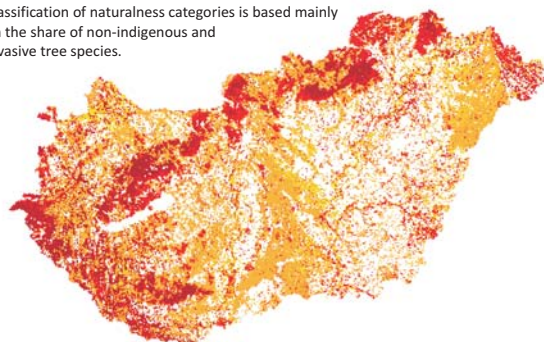 assification of naturalness categories is based mainly
the share of non-indigenous and
vasive tree species.